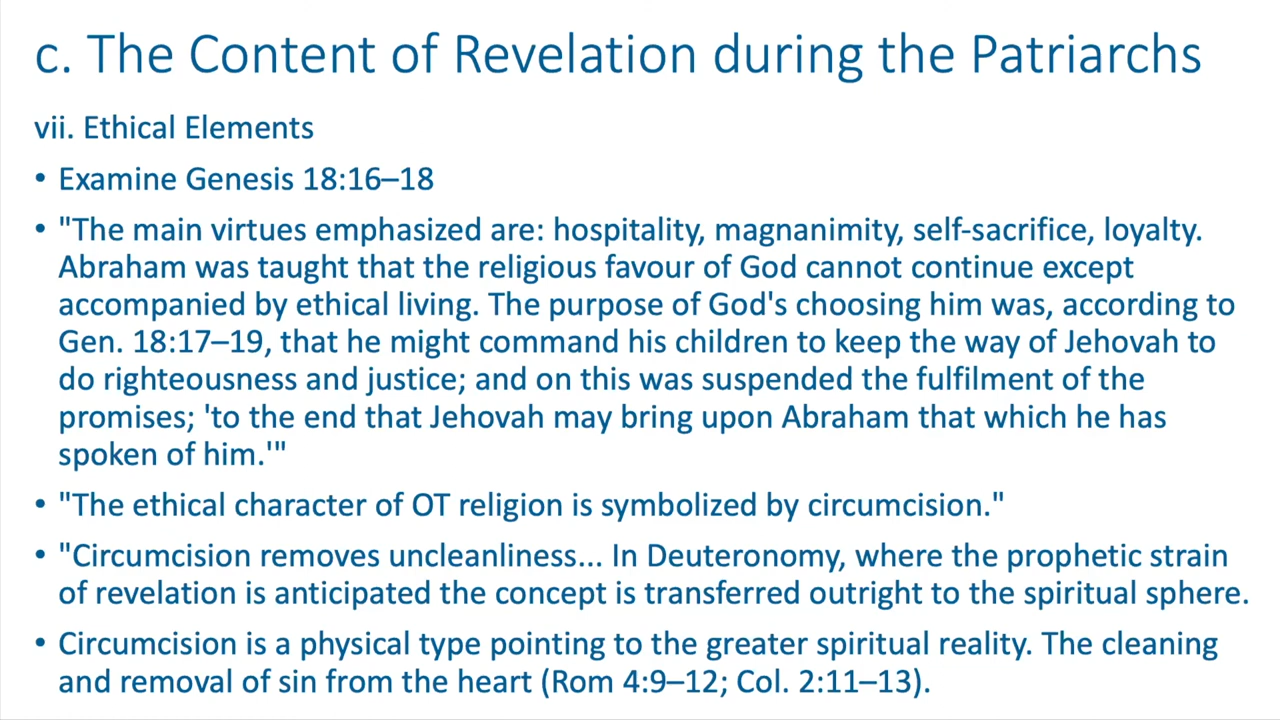 c. The Content of Revelation during the Patriarchs
vii. Ethical Elements
• Examine Genesis 18:16–18
• "The main virtues emphasized are: hospitality, magnanimity, self-sacrifice, loyalty.
Abraham was taught that the religious favour of God cannot continue except
accompanied by ethical living. The purpose of God's choosing him was, according to
Gen. 18:17–19, that he might command his children to keep the way of Jehovah to
do righteousness and justice; and on this was suspended the fulfilment of the
promises; 'to the end that Jehovah may bring upon Abraham that which he has
spoken of him.'"
• "The ethical character of OT religion is symbolized by circumcision."
• "Circumcision removes uncleanliness... In Deuteronomy, where the prophetic strain
of revelation is anticipated the concept is transferred outright to the spiritual sphere.
• Circumcision is a physical type pointing to the greater spiritual reality. The cleaning
and removal of sin from the heart (Rom 4:9–12; Col. 2:11–13).